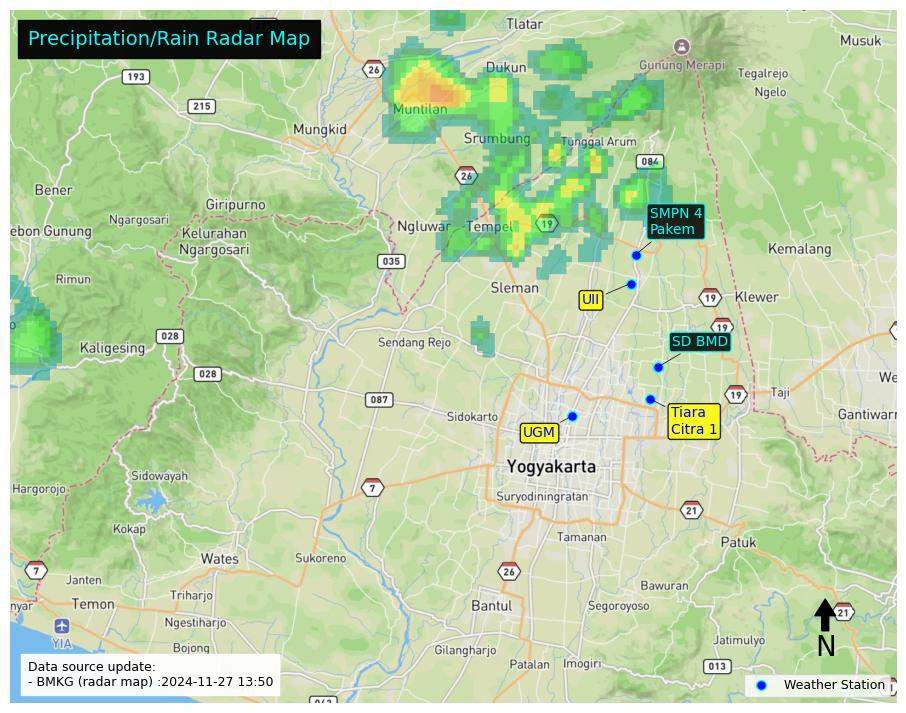 Precipitation/Rain Radar Map
Tlatar
Musuk
26
Dukun
Gunung Merapi
193
Tegalrejo
215
Muntilan
Ngelo
Mungkid
Srumbung
Tunggal Arum
084
26
Bener
Giripurno
Ngargosari
SMPN 4
Pakem
Kelurahan
Ngargosari
ebon Gunung
Ngluwar
Tempel
19
Kemalang
035
Rimun
Sleman
UII
19
Klewer
19
028
Kaligesing
Sendang Rejo
SD BMD
028
087
19
Taji
Sidokarto
Tiara
Citra 1
Gantiwarn
UGM
Yogyakarta
Sidowayah
Hargorojo
7
Suryodiningratan
21
Kokap
Tamanan
Patuk
Wates
Sukoreno
7
26
Janten
Bawuran
Triharjo
nyar
Temon
Bantul
Segoroyoso
21
YIA
Ngestiharjo
N
Bojong
Gilangharjo
Jatimulyo
Patalan
Imogiri
013
Data source update:
- BMKG (radar map) :2024-11-27 13:50
Weather Station